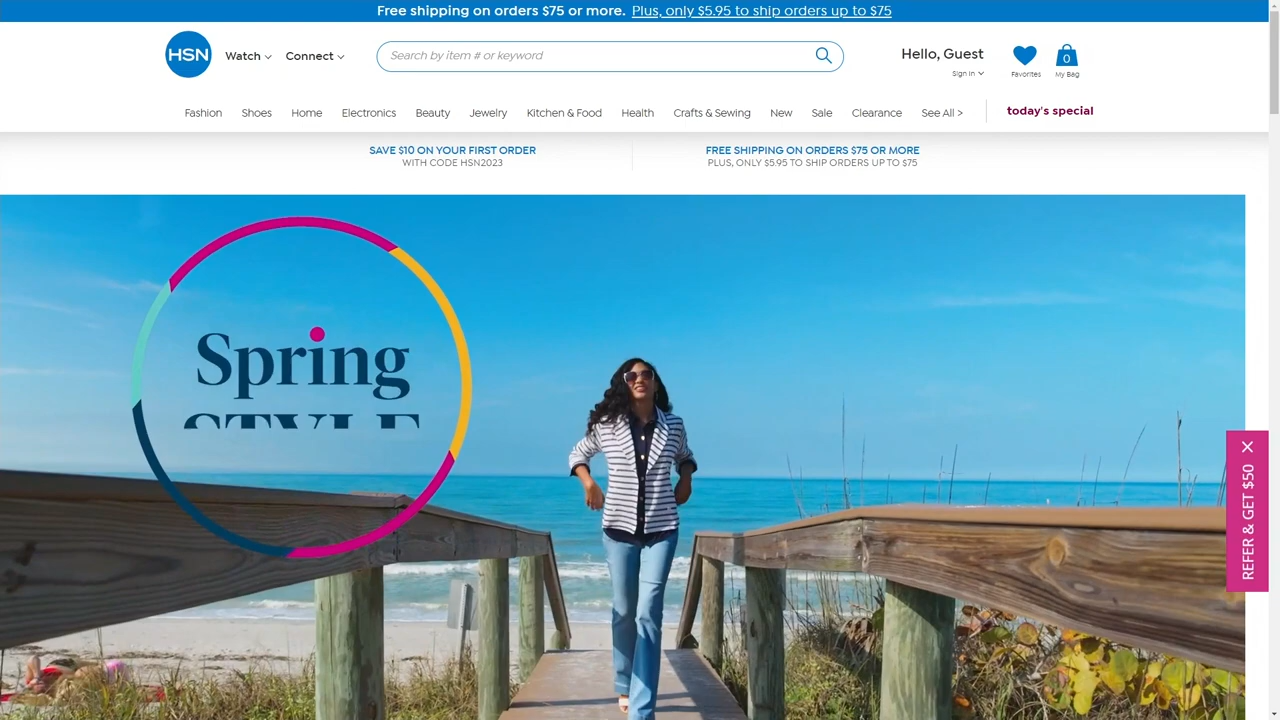 Free shipping on orders $75 or more. Plus, only $5.95 to ship orders up to $75
HSN
Watch
Connect
Search by item # or keyword
Hello, Guest
Sign In
Favorites
0
My Bag
Fashion Shoes Home Electronics Beauty Jewelry Kitchen & Food Health Crafts & Sewing New Sale Clearance See All > today's special
SAVE $10 ON YOUR FIRST ORDER
WITH CODE HSN2023
FREE SHIPPING ON ORDERS $75 OR MORE
PLUS, ONLY $5.95 TO SHIP ORDERS UP TO $75
Spring
STYLE
REFER & GET $50